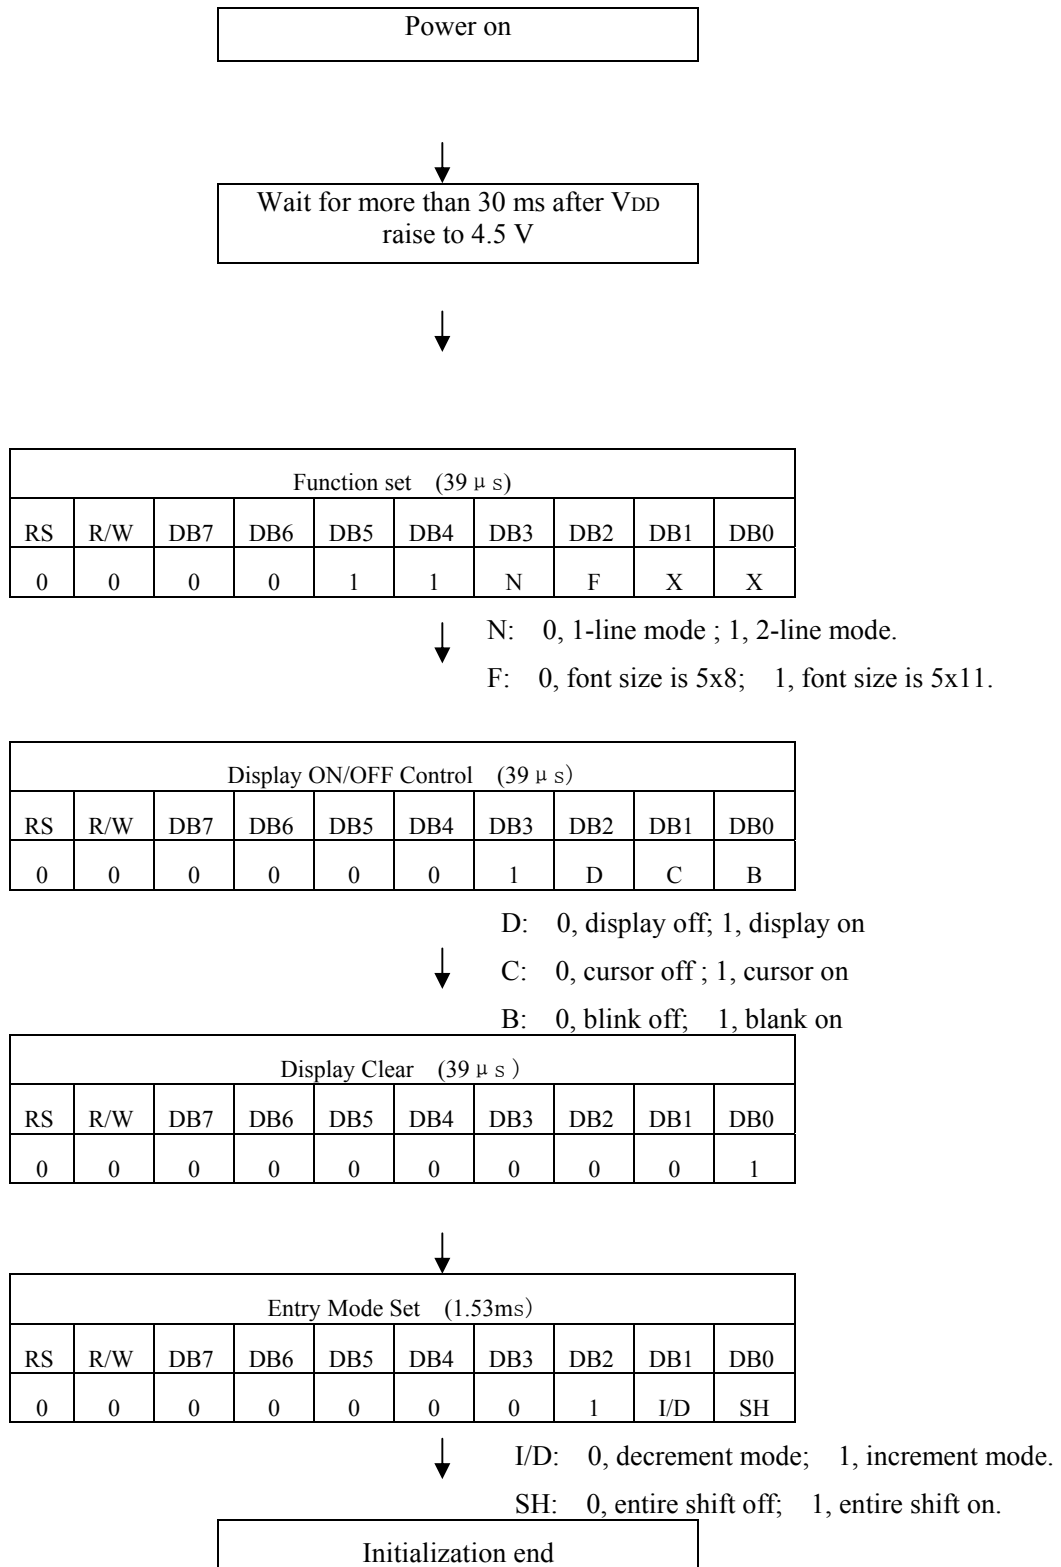 Power on
Wait for more than 30 ms after VDD
raise to 4.5 V
Function set (39μs)
RS R/W DB7 DB6 DB5 DB4 DB3 DB2 DB1 DB0
0 0 0 0 1 1 N F X X
N: 0, 1-line mode ; 1, 2-line mode.
F: 0, font size is 5x8; 1, font size is 5x11.
Display ON/OFF Control (39μs)
RS R/W DB7 DB6 DB5 DB4 DB3 DB2 DB1 DB0
0 0 0 0 0 0 1 D C B
D: 0, display off; 1, display on
C: 0, cursor off ; 1, cursor on
B: 0, blink off; 1, blank on
Display Clear (39μs)
RS R/W DB7 DB6 DB5 DB4 DB3 DB2 DB1 DB0
0 0 0 0 0 0 0 0 0 1
Entry Mode Set (1.53ms)
RS R/W DB7 DB6 DB5 DB4 DB3 DB2 DB1 DB0
0 0 0 0 0 0 0 1 I/D SH
I/D: 0, decrement mode; 1, increment mode.
SH: 0, entire shift off; 1, entire shift on.
Initialization end